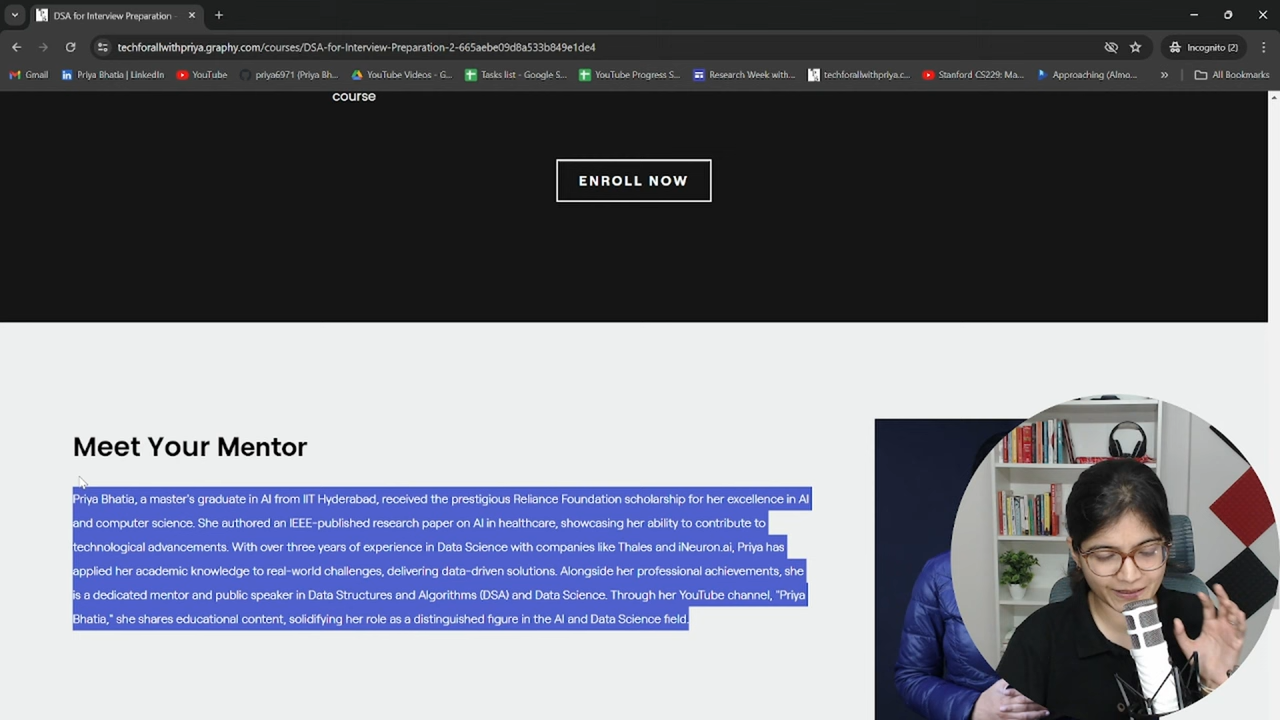 DSA for Interview Preparation -
techforallwithpriya.graphy.com/courses/DSA-for-Interview-Preparation-2-665aebe09d8a533b849e1de4
Incognito (2)
Gmail
Priya Bhatia | LinkedIn
YouTube
priya6971 (Priya Bh...
YouTube Videos - G...
Tasks list - Google S...
YouTube Progress S...
Research Week with...
techforallwithpriya.c...
Stanford CS229: Ma...
Approaching (Almo...
»
All Bookmarks
course
ENROLL NOW
Meet Your Mentor
Priya Bhatia, a master's graduate in AI from IIT Hyderabad, received the prestigious Reliance Foundation scholarship for her excellence in AI
and computer science. She authored an IEEE-published research paper on AI in healthcare, showcasing her ability to contribute to
technological advancements. With over three years of experience in Data Science with companies like Thales and iNeuron.ai, Priya has
applied her academic knowledge to real-world challenges, delivering data-driven solutions. Alongside her professional achievements, she
is a dedicated mentor and public speaker in Data Structures and Algorithms (DSA) and Data Science. Through her YouTube channel, "Priya
Bhatia," she shares educational content, solidifying her role as a distinguished figure in the AI and Data Science field.